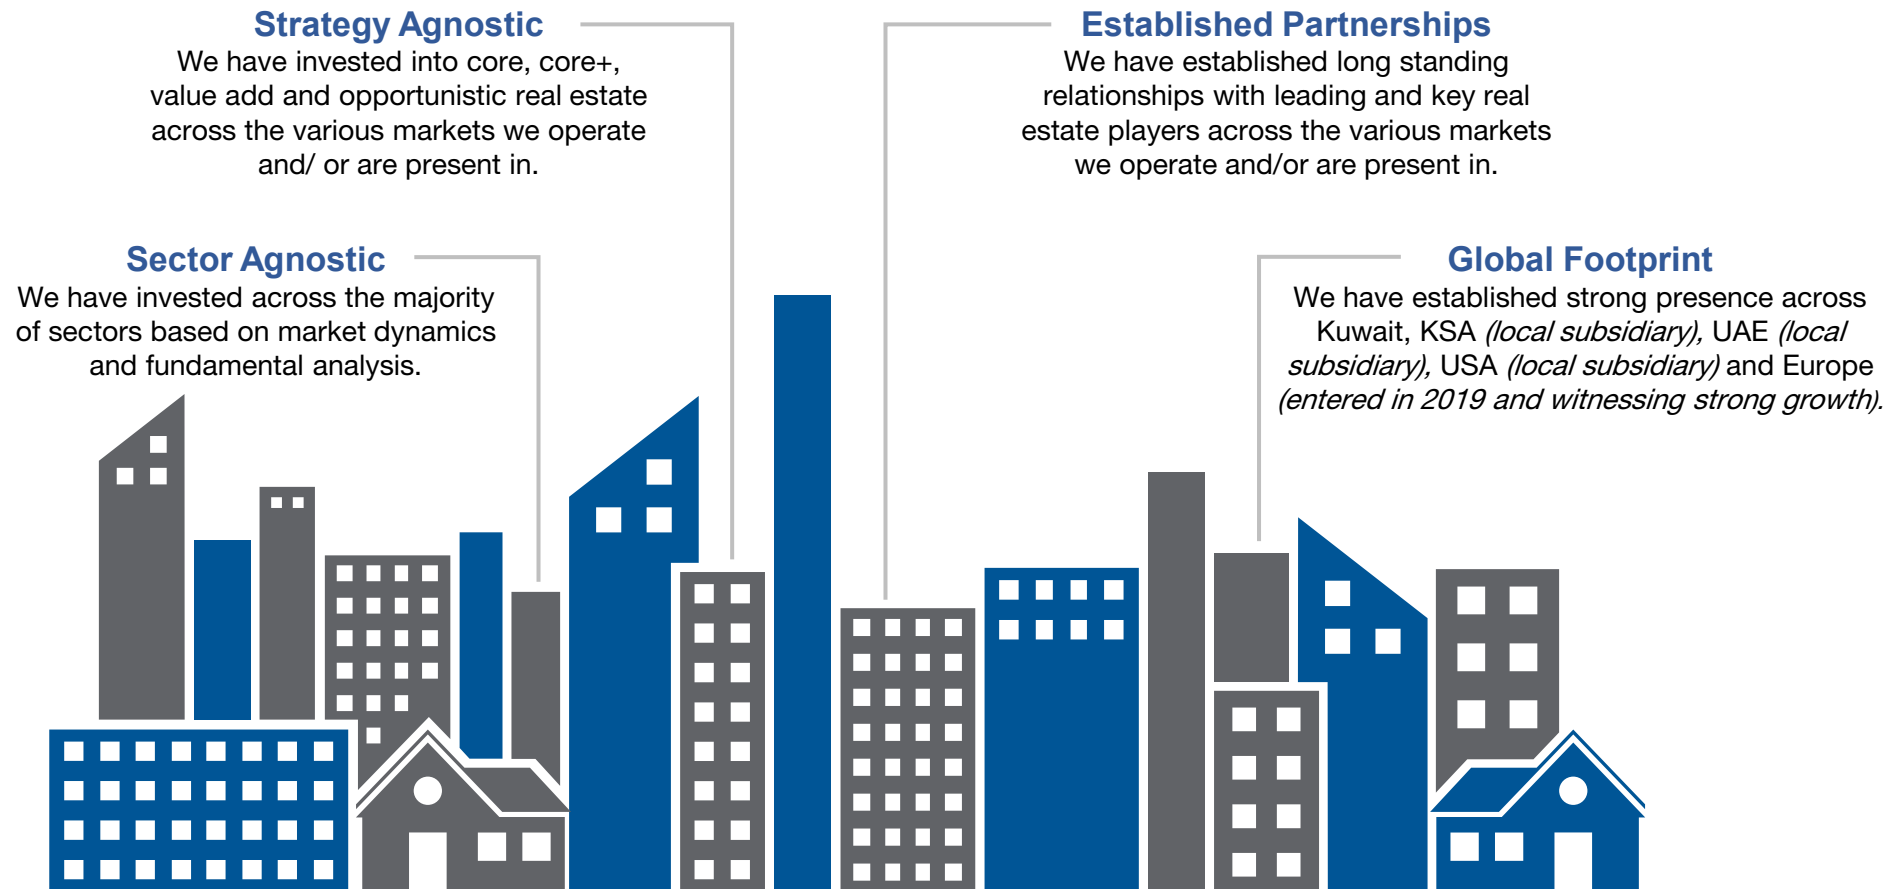 Strategy Agnostic
We have invested into core, core+,
value add and opportunistic real estate
across the various markets we operate
and/ or are present in.
Established Partnerships
We have established long standing
relationships with leading and key real
estate players across the various markets
we operate and/or are present in.
Sector Agnostic
We have invested across the majority
of sectors based on market dynamics
and fundamental analysis.
Global Footprint
We have established strong presence across
Kuwait, KSA (local subsidiary), UAE (local
subsidiary), USA (local subsidiary) and Europe
(entered in 2019 and witnessing strong growth).